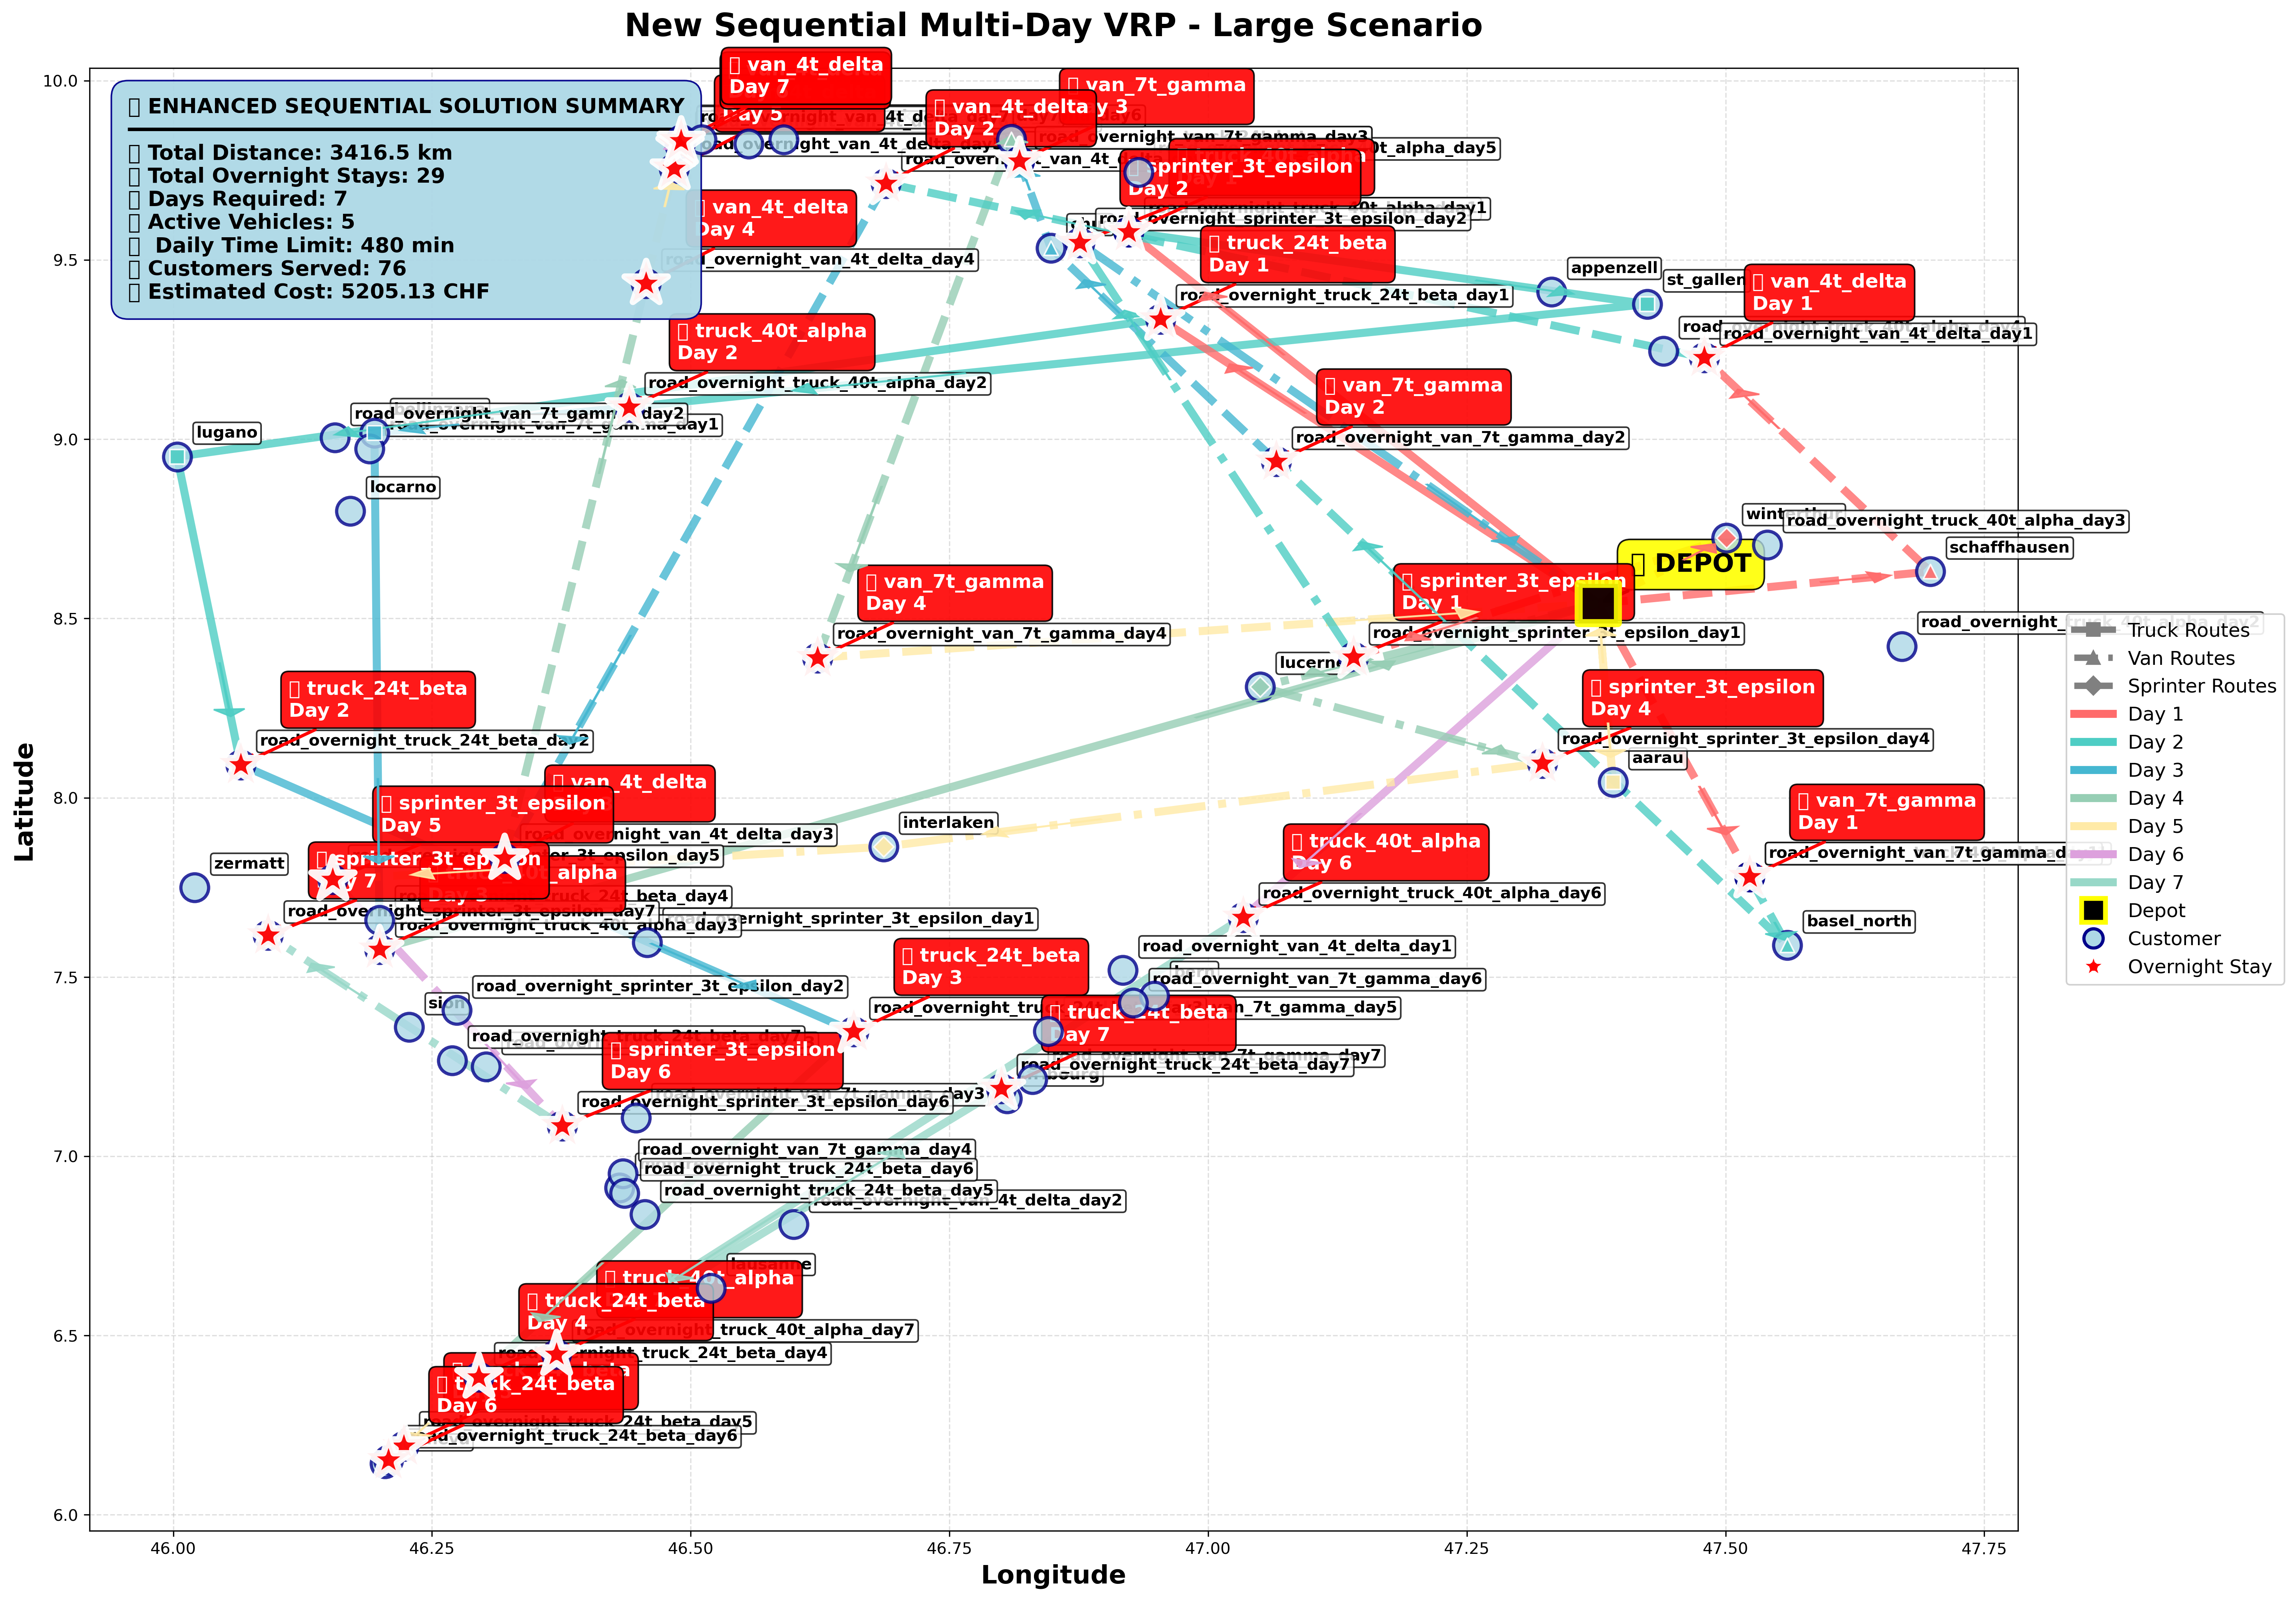 New Sequential Multi-Day VRP - Large Scenario
ENHANCED SEQUENTIAL SOLUTION SUMMARY
Total Distance: 3416.5 km
Total Overnight Stays: 29
Days Required: 7
Active Vehicles: 5
Daily Time Limit: 480 min
Customers Served: 76
Estimated Cost: 5205.13 CHF
van_4t_delta
Day 7
Day 5
van_4t_delta
Day 2
van_7t_gamma
road_overnight_van_7t_gamma_day3
sprinter_3t_epsilon
Day 2
road_overnight_sprinter_3t_epsilon_day2
van_4t_delta
Day 4
road_overnight_van_4t_delta_day4
truck_24t_beta
Day 1
road_overnight_truck_24t_beta_day1
appenzell
st_gallen
van_4t_delta
Day 1
road_overnight_van_4t_delta_day1
truck_40t_alpha
Day 2
road_overnight_truck_40t_alpha_day2
van_7t_gamma
Day 2
road_overnight_van_7t_gamma_day2
road_overnight_van_7t_gamma_day2
road_overnight_van_7t_gamma_day1
lugano
locarno
winterthur
road_overnight_truck_40t_alpha_day3
schaffhausen
DEPOT
sprinter_3t_epsilon
Day 1
road_overnight_sprinter_3t_epsilon_day1
van_7t_gamma
Day 4
road_overnight_van_7t_gamma_day4
lucerne
truck_24t_beta
Day 2
road_overnight_truck_24t_beta_day2
sprinter_3t_epsilon
Day 4
road_overnight_sprinter_3t_epsilon_day4
aarau
van_7t_gamma
Day 1
road_overnight_van_7t_gamma_day1
basel_north
van_4t_delta
road_overnight_van_4t_delta_day3
sprinter_3t_epsilon
Day 5
interlaken
zermatt
sprinter_3t_epsilon
Day 7
Day 3
road_overnight_sprinter_3t_epsilon_day7
road_overnight_truck_40t_alpha_day3
road_overnight_sprinter_3t_epsilon_day1
truck_40t_alpha
Day 6
road_overnight_truck_40t_alpha_day6
road_overnight_van_4t_delta_day1
road_overnight_van_7t_gamma_day6
truck_24t_beta
Day 3
road_overnight_sprinter_3t_epsilon_day2
sion
truck_24t_beta
Day 7
road_overnight_truck_24t_beta_day7
sprinter_3t_epsilon
Day 6
road_overnight_sprinter_3t_epsilon_day6
road_overnight_van_7t_gamma_day4
road_overnight_truck_24t_beta_day6
road_overnight_truck_24t_beta_day5
road_overnight_van_4t_delta_day2
lausanne
truck_40t_alpha
truck_24t_beta
Day 4
road_overnight_truck_40t_alpha_day7
road_overnight_truck_24t_beta_day4
truck_24t_beta
Day 6
road_overnight_truck_24t_beta_day5
road_overnight_truck_24t_beta_day6
Truck Routes
Van Routes
Sprinter Routes
Day 1
Day 2
Day 3
Day 4
Day 5
Day 6
Day 7
Depot
Customer
Overnight Stay
Latitude
10.0
9.5
9.0
8.5
8.0
7.5
7.0
6.5
6.0
46.00
46.25
46.50
46.75
47.00
47.25
47.50
47.75
Longitude